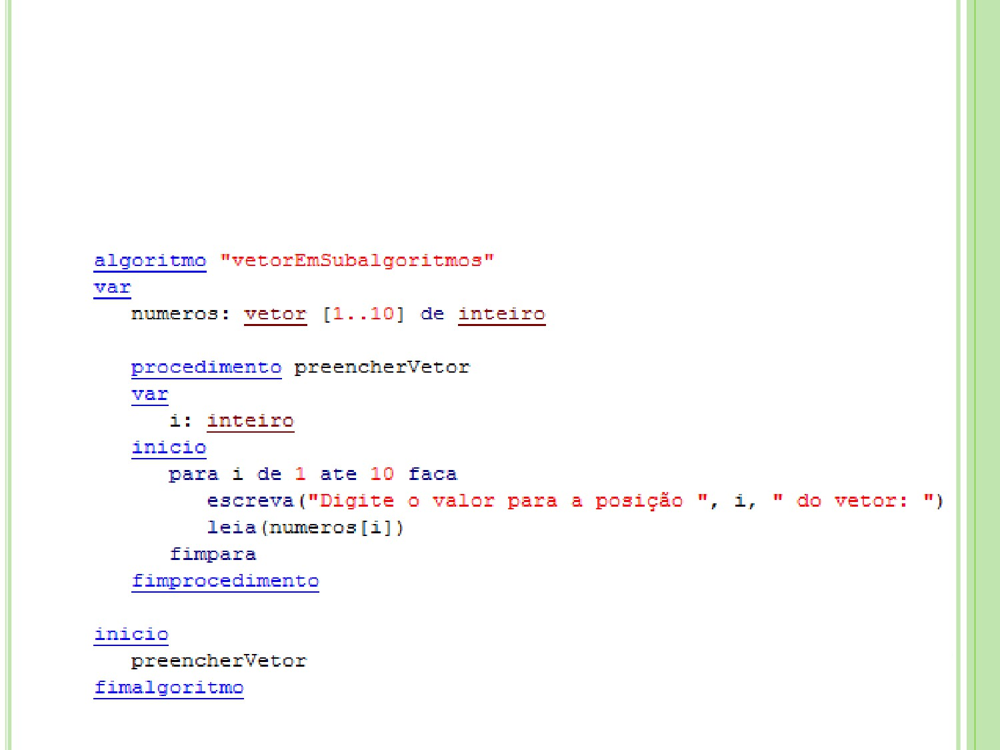 algoritmo "vetorEmSubalgoritmos"
var
   numeros: vetor [1..10] de inteiro

   procedimento preencherVetor
   var
      i: inteiro
   inicio
      para i de 1 ate 10 faca
         escreva("Digite o valor para a posição ", i, " do vetor: ")
         leia(numeros[i])
      fimpara
   fimprocedimento

inicio
   preencherVetor
fimalgoritmo